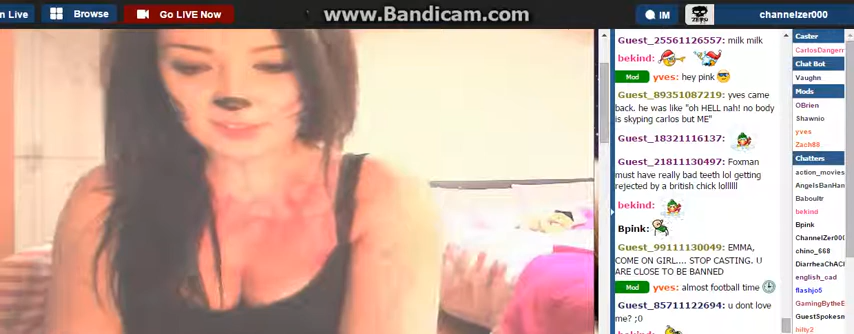 n Live
Browse
Go LIVE Now
www.Bandicam.com
IM
ZERO
channelzer000
Guest_25561126557: milk milk
bekind:
Mod yves: hey pink
Guest_89351087219: yves came
back. he was like "oh HELL nah! no body
is skyping carlos but ME"
Guest_18321116137:
Guest_21811130497: Foxman
must have really bad teeth lol getting
rejected by a british chick lollllll
bekind:
Bpink:
Guest_99111130049: EMMA,
COME ON GIRL.... STOP CASTING. U
ARE CLOSE TO BE BANNED
Mod yves: almost football time
Guest_85711122694: u dont love
me? ;0
bekind:
Caster
CarlosDanger
Chat Bot
Vaughn
Mods
OBrien
Shawnio
yves
Zach88
Chatters
action_movies
AngelsBanHan
Baboultr
bekind
Bpink
ChannelZer000
chino_668
DiarrheaChACl
english_cad
flashjo5
GamingBytheE
GuestSpokesm
hilty2